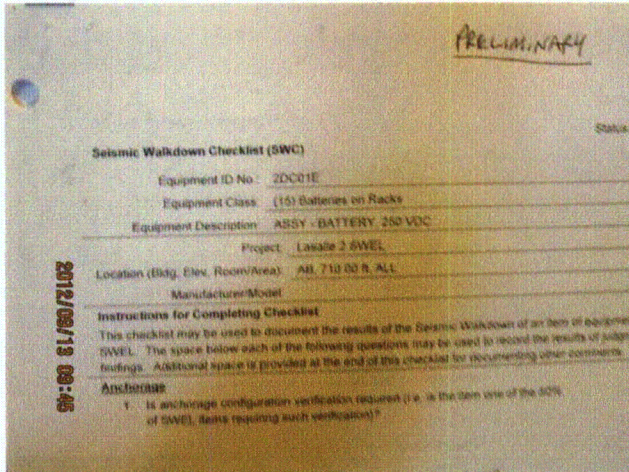 PRELIMINARY
Status
Seismic Walkdown Checklist (SWC)
Equipment ID No.: 2DC01E
Equipment Class: (15) Batteries on Racks
Equipment Description: ASSY - BATTERY, 250 VDC
Project: Lasalle 2 SWEL
Location (Bldg, Elev, Room/Area): AB, 710.00 ft, ALL
Manufacturer/Model:
Instructions for Completing Checklist
This checklist may be used to document the results of the Seismic Walkdown of an item of equipmen
SWEL. The space below each of the following questions may be used to record the results of judgm
findings. Additional space is provided at the end of this checklist for documenting other comments.
Anchorage
1. Is anchorage configuration verification required (i.e. is the item one of the 50%
of SWEL items requiring such verification)?
2012/09/13 09:45